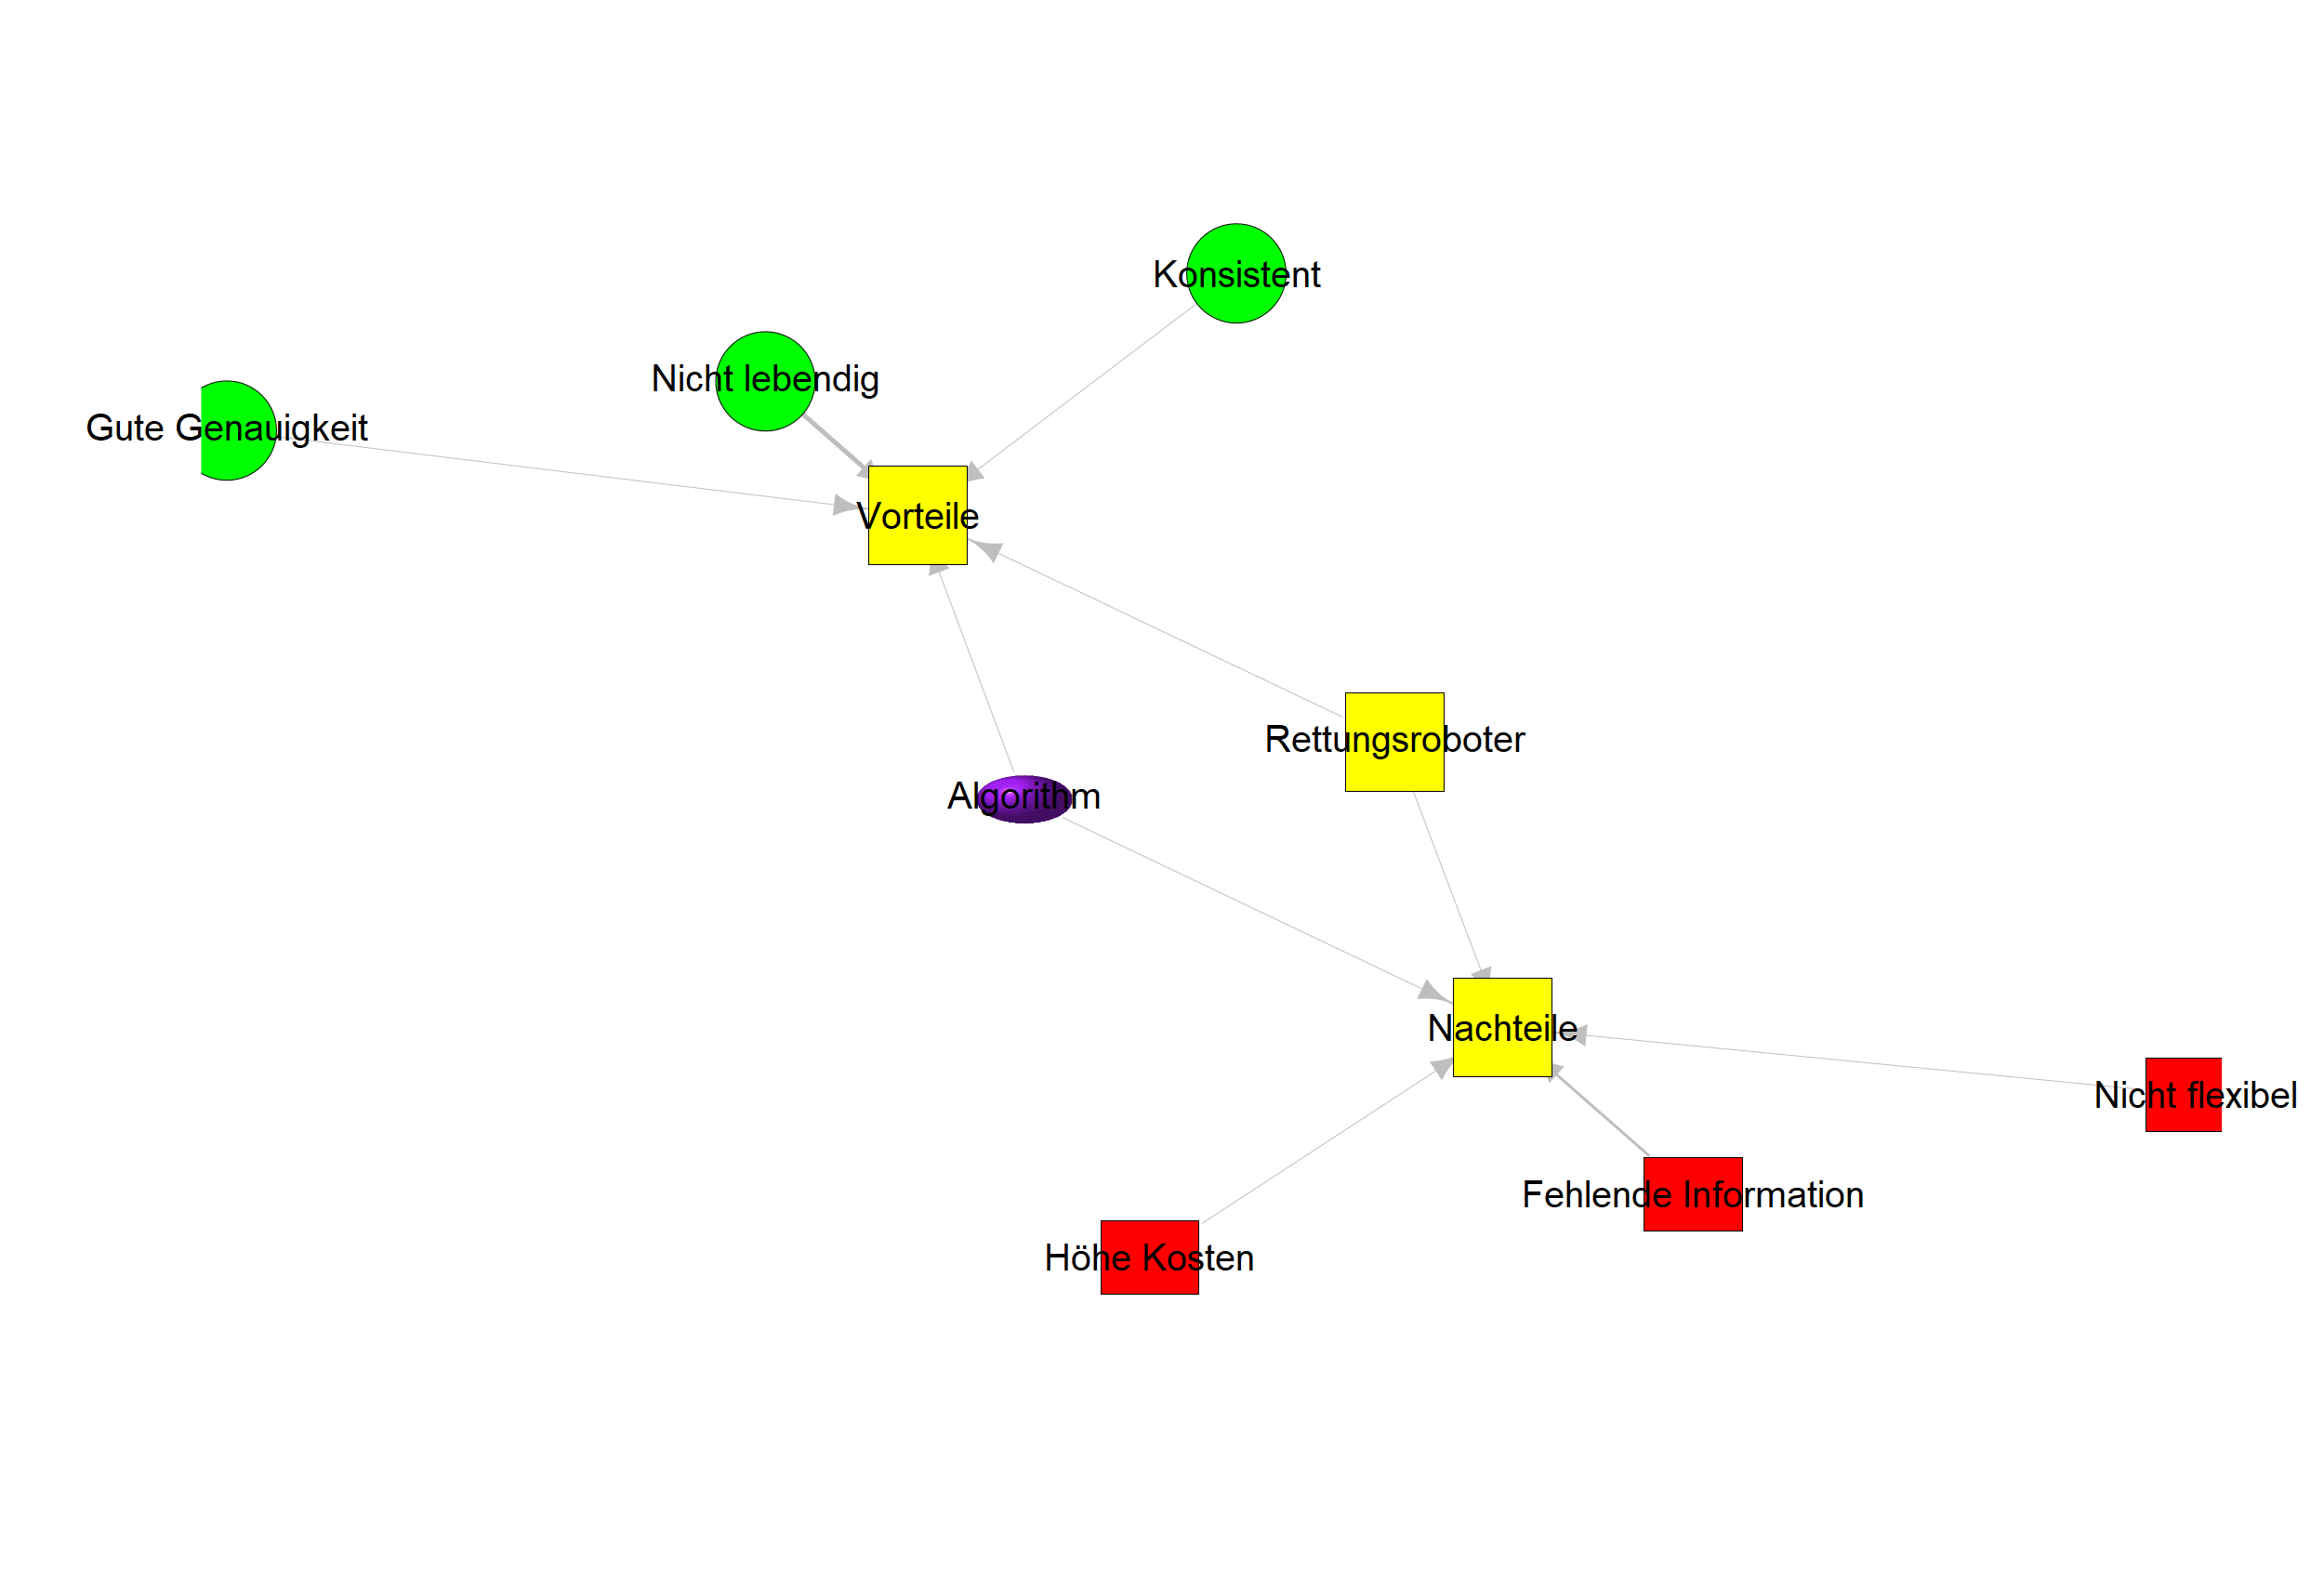 Konsistent
Nicht lebendig
Gute Genauigkeit
Vorteile
Rettungsroboter
Algorithm
Nachteile
Nicht flexibel
Fehlende Information
Höhe Kosten